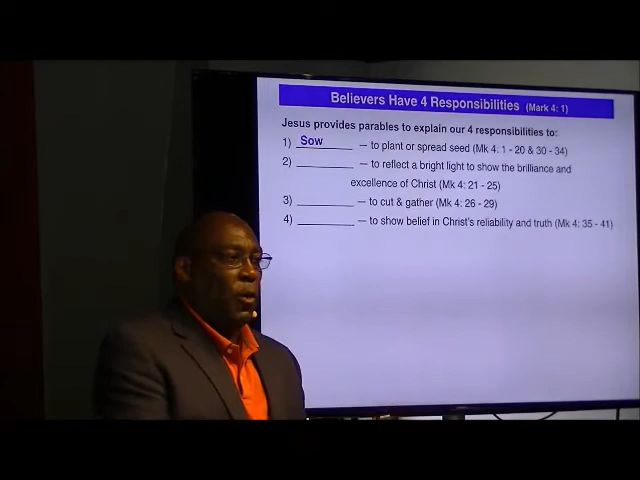 Believers Have 4 Responsibilities (Mark 4: 1)
Jesus provides parables to explain our 4 responsibilities to:
1) Sow — to plant or spread seed (Mk 4: 1 - 20 & 30 - 34)
2) ________ — to reflect a bright light to show the brilliance and
excellence of Christ (Mk 4: 21 - 25)
3) ________ — to cut & gather (Mk 4: 26 - 29)
4) ________ — to show belief in Christ's reliability and truth (Mk 4: 35 - 41)